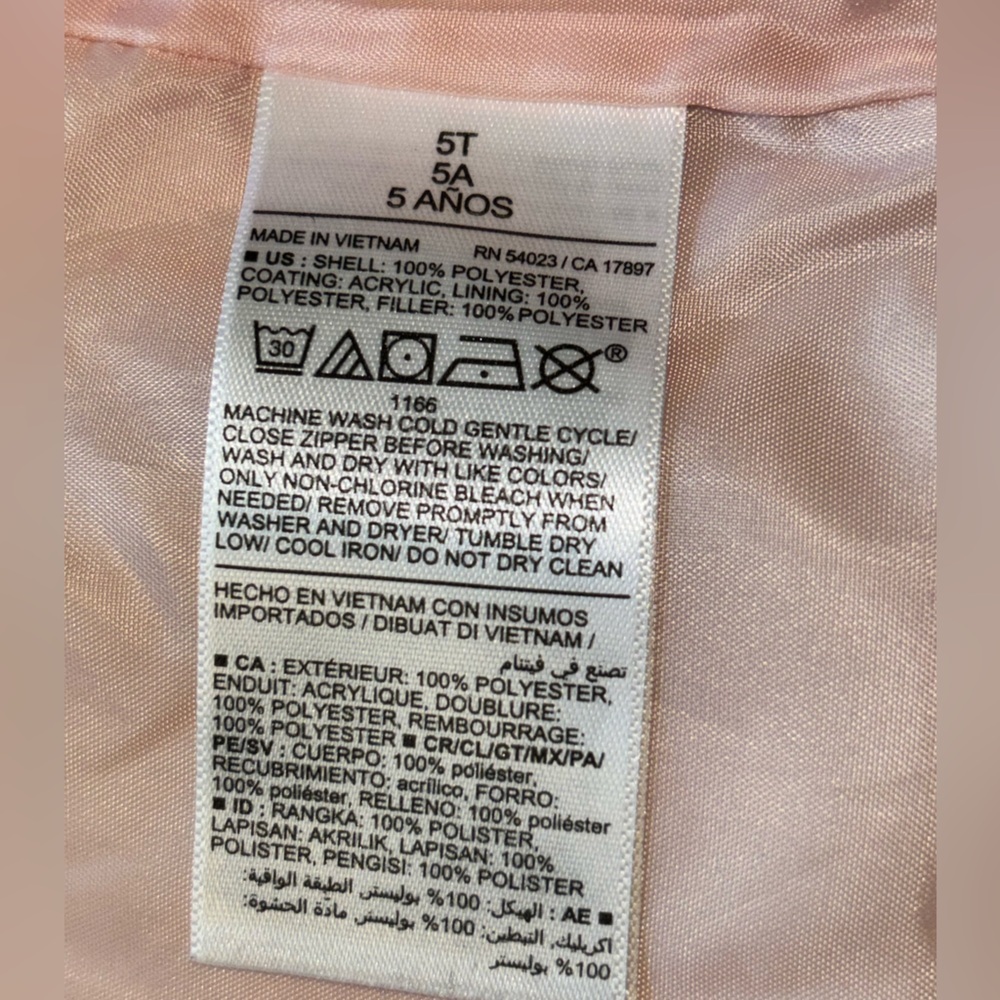 5T
5A
5 AÑOS
MADE IN VIETNAM RN 54023 / CA 17897
■ US : SHELL: 100% POLYESTER,
COATING: ACRYLIC, LINING: 100%
POLYESTER, FILLER: 100% POLYESTER
30 ®
1166
MACHINE WASH COLD GENTLE CYCLE/
CLOSE ZIPPER BEFORE WASHING/
WASH AND DRY WITH LIKE COLORS/
ONLY NON-CHLORINE BLEACH WHEN
NEEDED/ REMOVE PROMPTLY FROM
WASHER AND DRYER/ TUMBLE DRY
LOW/ COOL IRON/ DO NOT DRY CLEAN
HECHO EN VIETNAM CON INSUMOS
IMPORTADOS / DIBUAT DI VIETNAM /
تصنع في فيتنام
■ CA : EXTÉRIEUR: 100% POLYESTER,
ENDUIT: ACRYLIQUE, DOUBLURE:
100% POLYESTER, REMBOURRAGE:
100% POLYESTER ■ CR/CL/GT/MX/PA/
PE/SV : CUERPO: 100% poliéster,
RECUBRIMIENTO: acrílico, FORRO:
100% poliéster, RELLENO: 100% poliéster
■ ID : RANGKA: 100% POLISTER,
LAPISAN: AKRILIK, LAPISAN: 100%
POLISTER, PENGISI: 100% POLISTER
■ AE : الهيكل: 100% بوليستر, الطبقة الواقية:
اكريليك, التبطين: 100% بوليستر, مادة الحشوة:
100% بوليستر